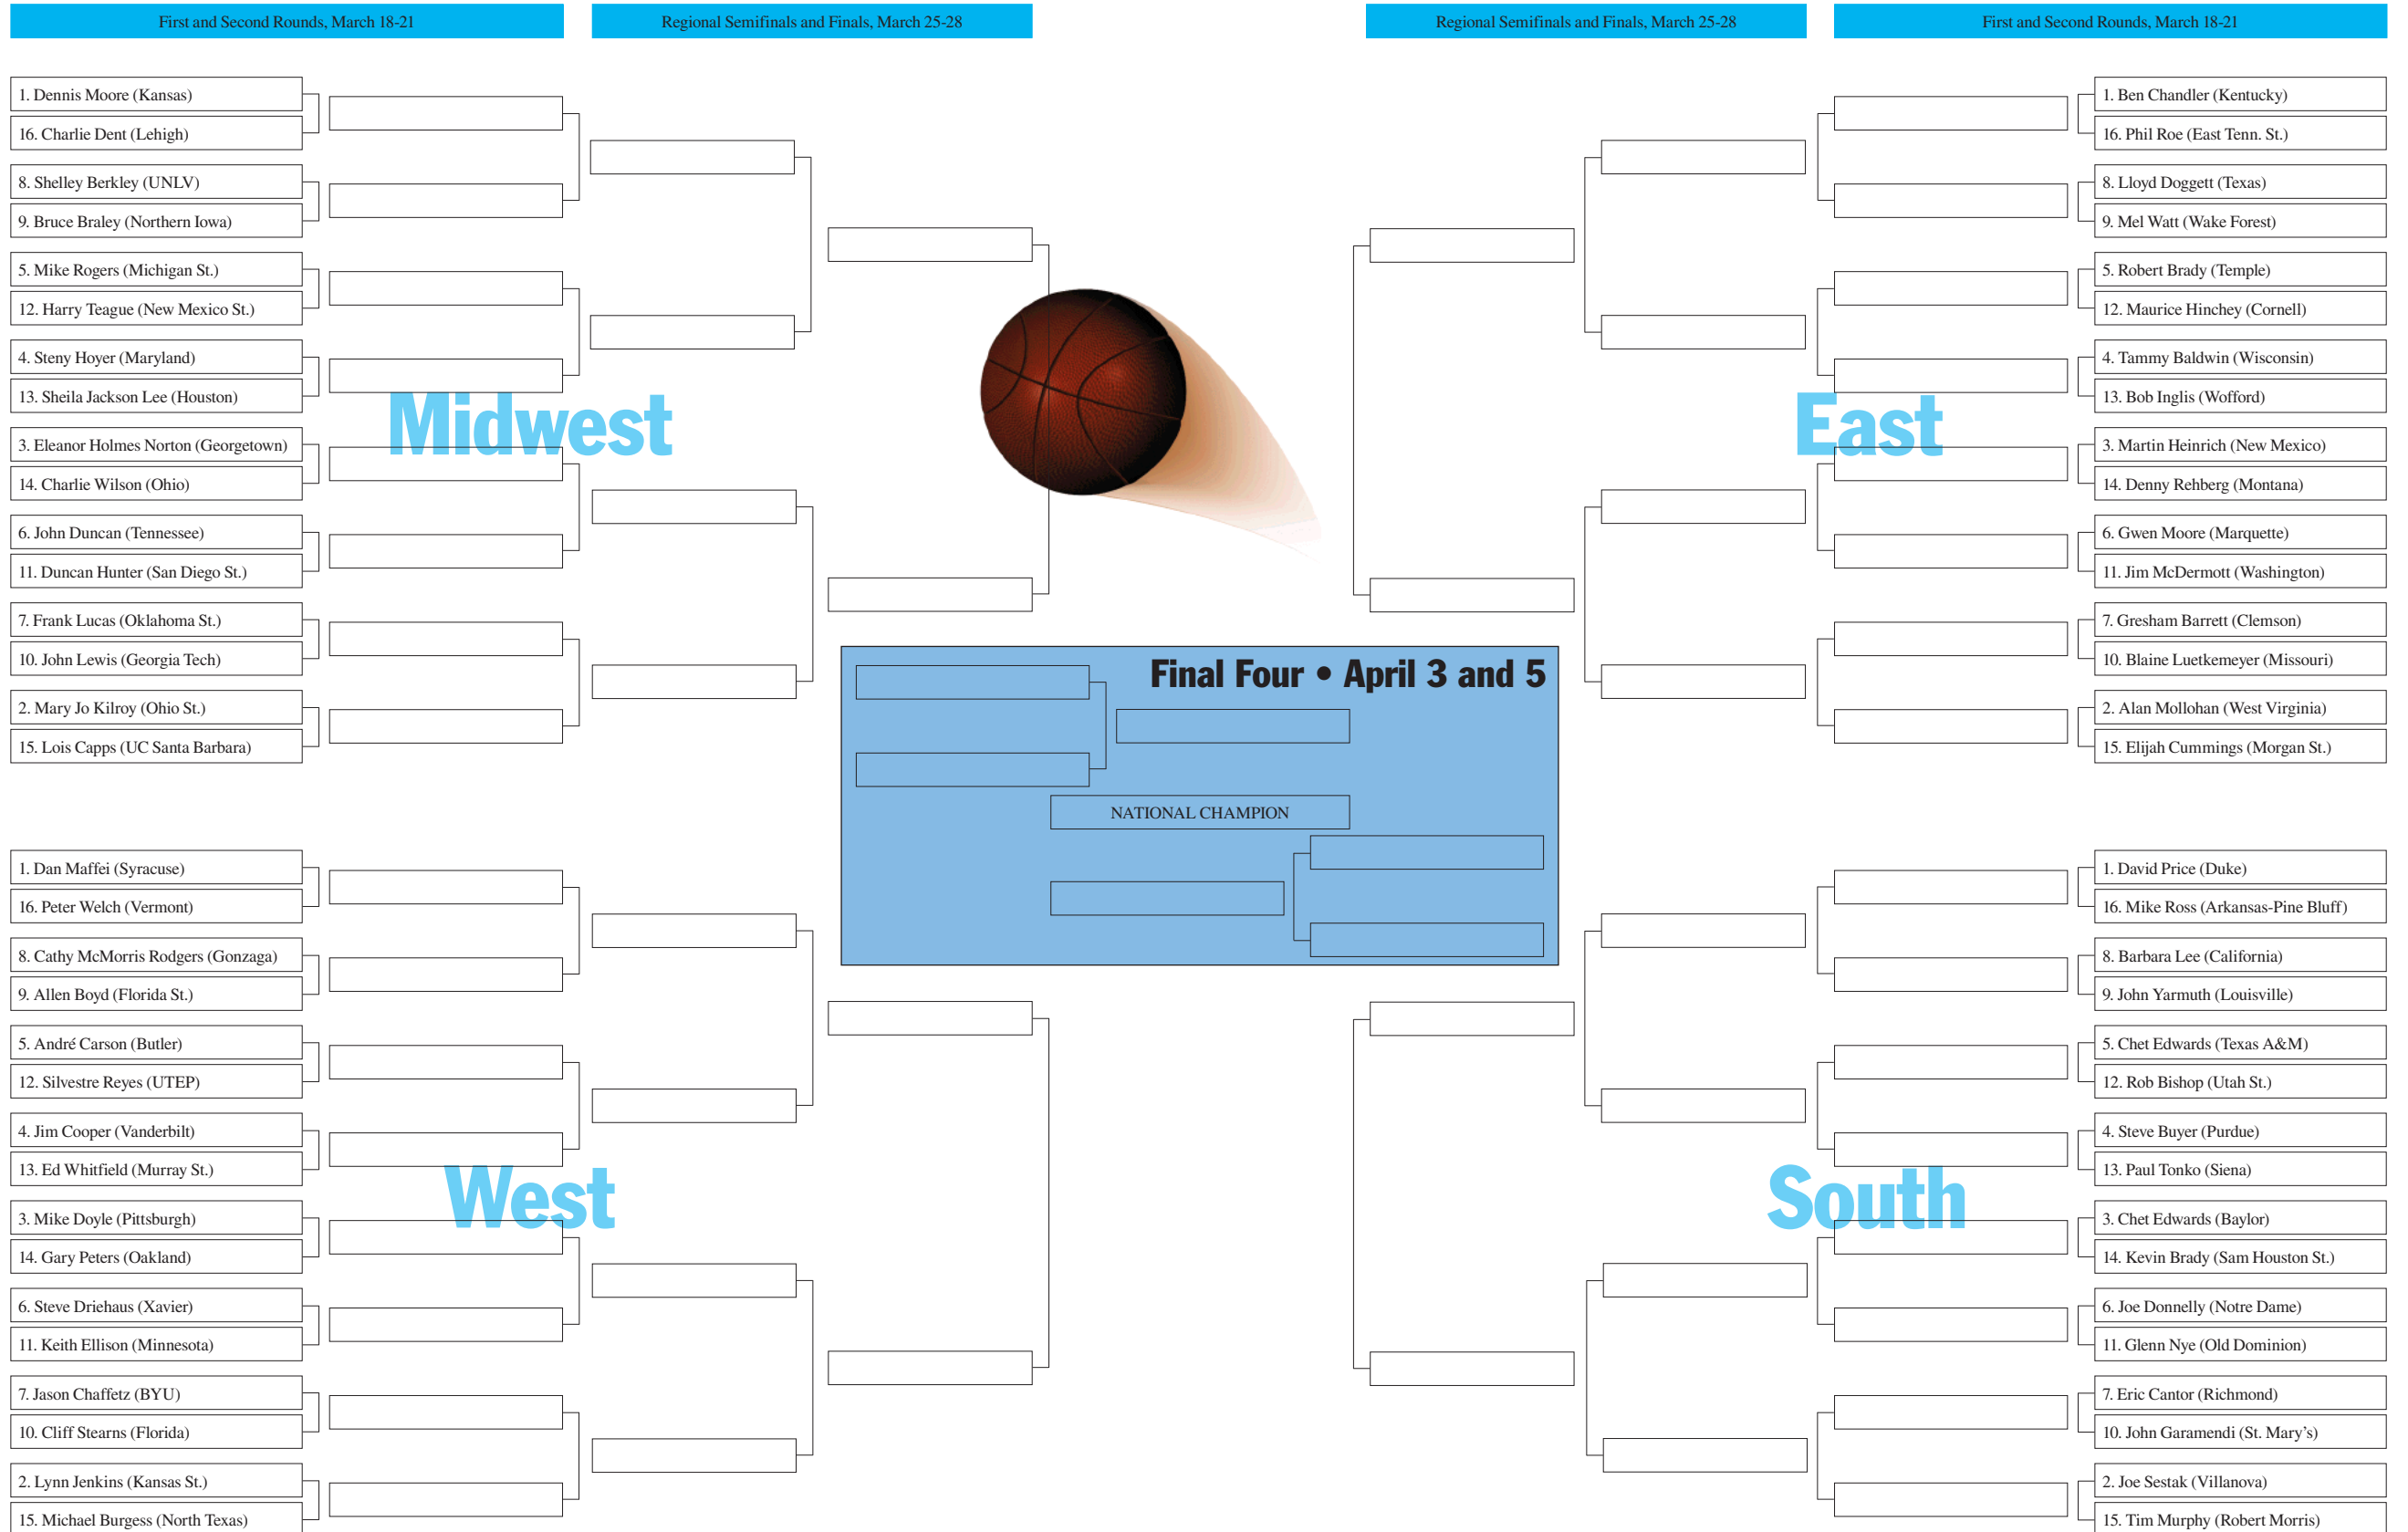 First and Second Rounds, March 18-21
Regional Semifinals and Finals, March 25-28
Regional Semifinals and Finals, March 25-28
First and Second Rounds, March 18-21
1. Dennis Moore (Kansas)
16. Charlie Dent (Lehigh)
8. Shelley Berkley (UNLV)
9. Bruce Braley (Northern Iowa)
5. Mike Rogers (Michigan St.)
12. Harry Teague (New Mexico St.)
4. Steny Hoyer (Maryland)
13. Sheila Jackson Lee (Houston)
Midwest
3. Eleanor Holmes Norton (Georgetown)
14. Charlie Wilson (Ohio)
6. John Duncan (Tennessee)
11. Duncan Hunter (San Diego St.)
7. Frank Lucas (Oklahoma St.)
10. John Lewis (Georgia Tech)
2. Mary Jo Kilroy (Ohio St.)
15. Lois Capps (UC Santa Barbara)
1. Dan Maffei (Syracuse)
16. Peter Welch (Vermont)
8. Cathy McMorris Rodgers (Gonzaga)
9. Allen Boyd (Florida St.)
5. André Carson (Butler)
12. Silvestre Reyes (UTEP)
4. Jim Cooper (Vanderbilt)
13. Ed Whitfield (Murray St.)
West
3. Mike Doyle (Pittsburgh)
14. Gary Peters (Oakland)
6. Steve Driehaus (Xavier)
11. Keith Ellison (Minnesota)
7. Jason Chaffetz (BYU)
10. Cliff Stearns (Florida)
2. Lynn Jenkins (Kansas St.)
15. Michael Burgess (North Texas)
Final Four • April 3 and 5
NATIONAL CHAMPION
1. Ben Chandler (Kentucky)
16. Phil Roe (East Tenn. St.)
8. Lloyd Doggett (Texas)
9. Mel Watt (Wake Forest)
5. Robert Brady (Temple)
12. Maurice Hinchey (Cornell)
4. Tammy Baldwin (Wisconsin)
13. Bob Inglis (Wofford)
East
3. Martin Heinrich (New Mexico)
14. Denny Rehberg (Montana)
6. Gwen Moore (Marquette)
11. Jim McDermott (Washington)
7. Gresham Barrett (Clemson)
10. Blaine Luetkemeyer (Missouri)
2. Alan Mollohan (West Virginia)
15. Elijah Cummings (Morgan St.)
1. David Price (Duke)
16. Mike Ross (Arkansas-Pine Bluff)
8. Barbara Lee (California)
9. John Yarmuth (Louisville)
5. Chet Edwards (Texas A&M)
12. Rob Bishop (Utah St.)
4. Steve Buyer (Purdue)
13. Paul Tonko (Siena)
South
3. Chet Edwards (Baylor)
14. Kevin Brady (Sam Houston St.)
6. Joe Donnelly (Notre Dame)
11. Glenn Nye (Old Dominion)
7. Eric Cantor (Richmond)
10. John Garamendi (St. Mary’s)
2. Joe Sestak (Villanova)
15. Tim Murphy (Robert Morris)